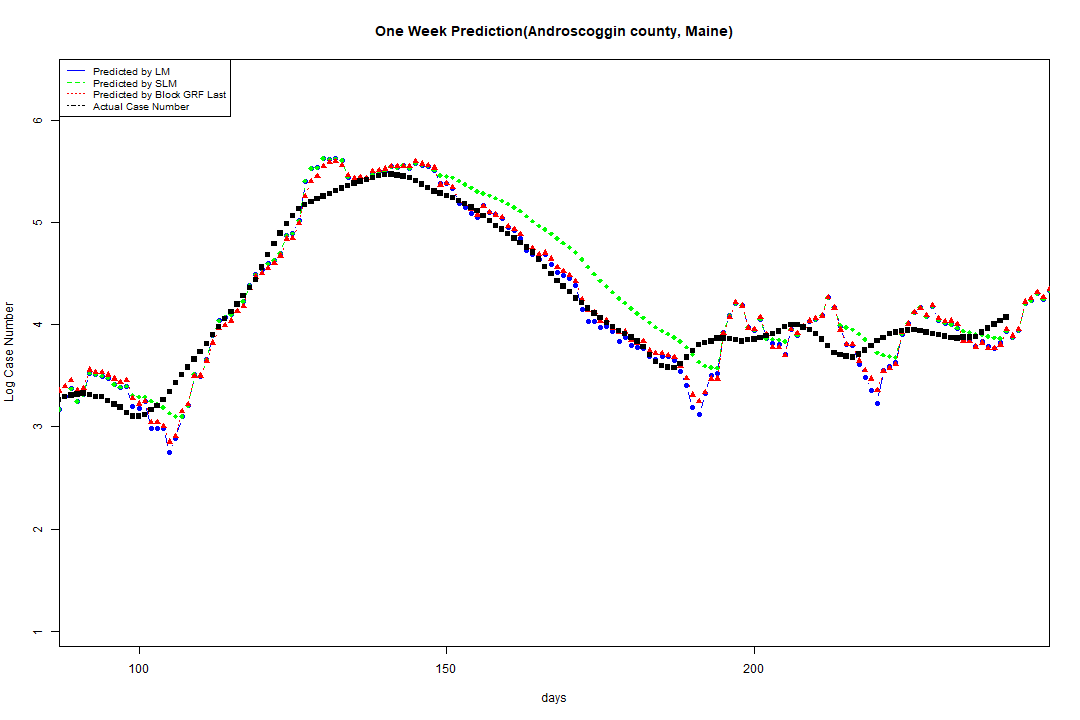 One Week Prediction(Androscoggin county, Maine)
Predicted by LM
Predicted by SLM
Predicted by Block GRF Last
Actual Case Number
6
5
4
3
2
1
Log Case Number
100 150 200
days